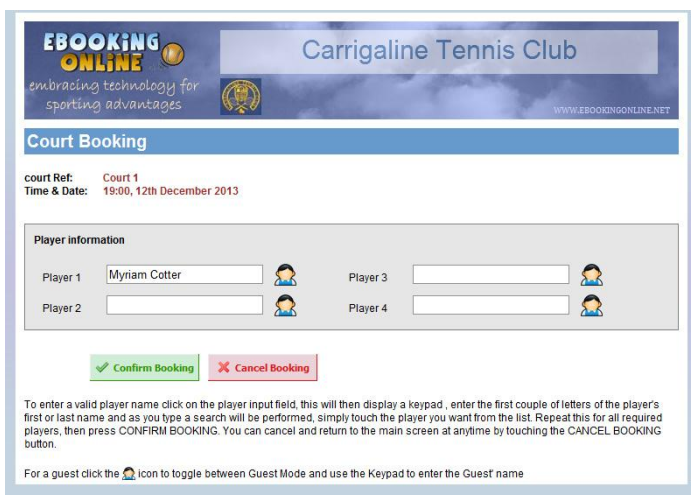 EBOOKING
ONLINE
embracing technology for
sporting advantages
Carrigaline Tennis Club
WWW.EBOOKINGONLINE.NET
Court Booking
court Ref: Court 1
Time & Date: 19:00, 12th December 2013
Player information
Player 1 Myriam Cotter Player 3
Player 2 Player 4
Confirm Booking Cancel Booking
To enter a valid player name click on the player input field, this will then display a keypad , enter the first couple of letters of the player's
first or last name and as you type a search will be performed, simply touch the player you want from the list. Repeat this for all required
players, then press CONFIRM BOOKING. You can cancel and return to the main screen at anytime by touching the CANCEL BOOKING
button.
For a guest click the icon to toggle between Guest Mode and use the Keypad to enter the Guest' name